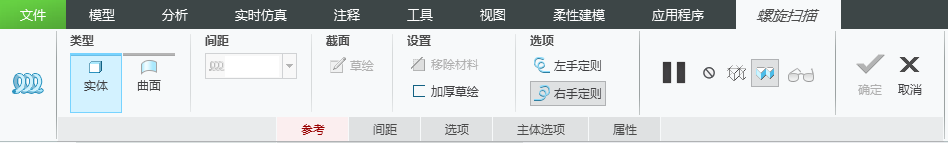 文件 模型 分析 实时仿真 注释 工具 视图 柔性建模 应用程序 螺旋扫描
类型 间距 截面 设置 选项
草绘 移除材料 左手定则
实体 曲面 加厚草绘 右手定则 确定 取消
参考 间距 选项 主体选项 属性